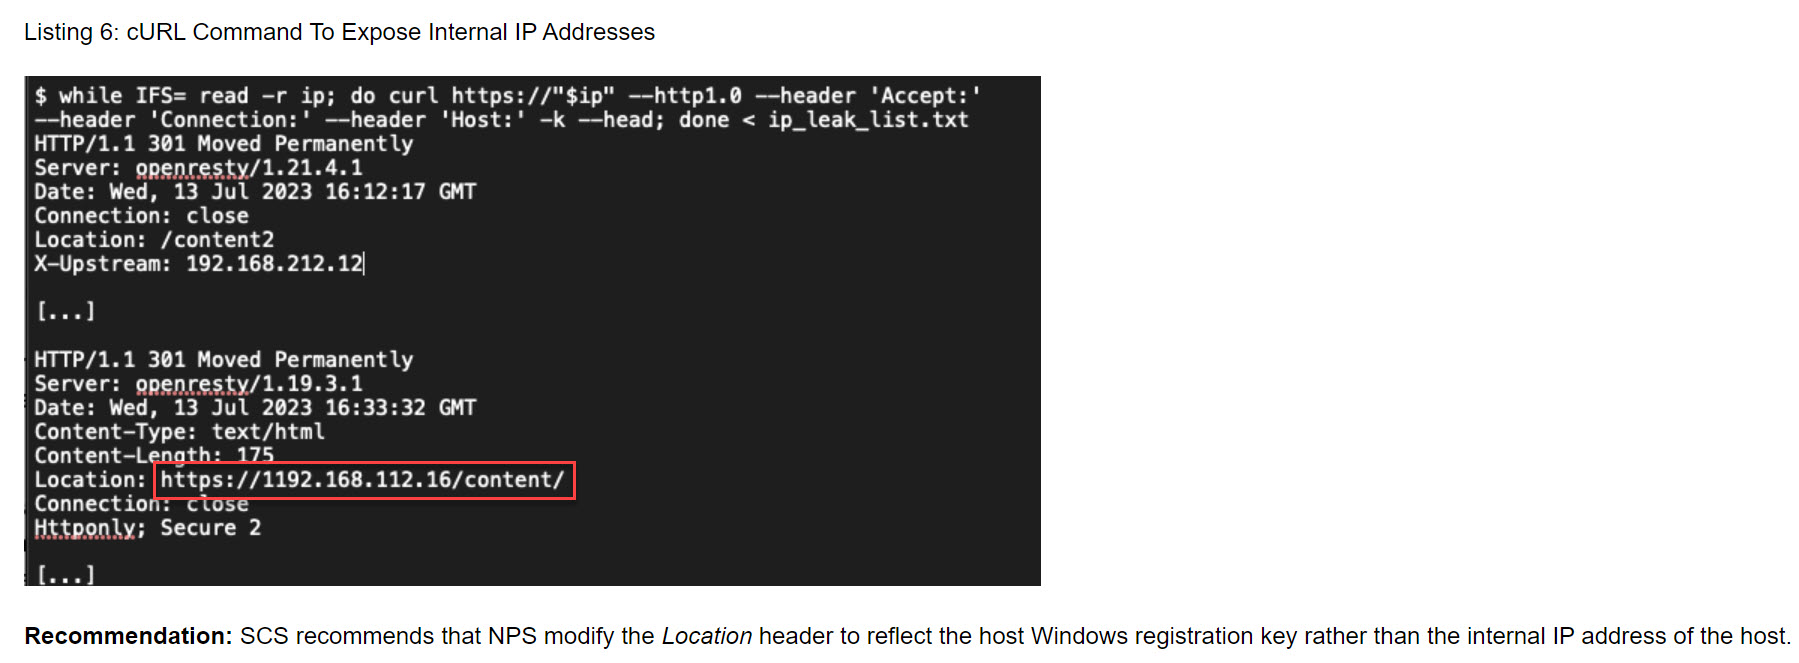 Listing 6: cURL Command To Expose Internal IP Addresses
$ while IFS= read -r ip; do curl https://"$ip" --http1.0 --header 'Accept:'
--header 'Connection:' --header 'Host:' -k --head; done < ip_leak_list.txt
HTTP/1.1 301 Moved Permanently
Server: openresty/1.21.4.1
Date: Wed, 13 Jul 2023 16:12:17 GMT
Connection: close
Location: /content2
X-Upstream: 192.168.212.12
[...]
HTTP/1.1 301 Moved Permanently
Server: openresty/1.19.3.1
Date: Wed, 13 Jul 2023 16:33:32 GMT
Content-Type: text/html
Content-Length: 175
Location: https://1192.168.112.16/content/
Connection: close
Httponly; Secure 2
[...]
Recommendation: SCS recommends that NPS modify the Location header to reflect the host Windows registration key rather than the internal IP address of the host.